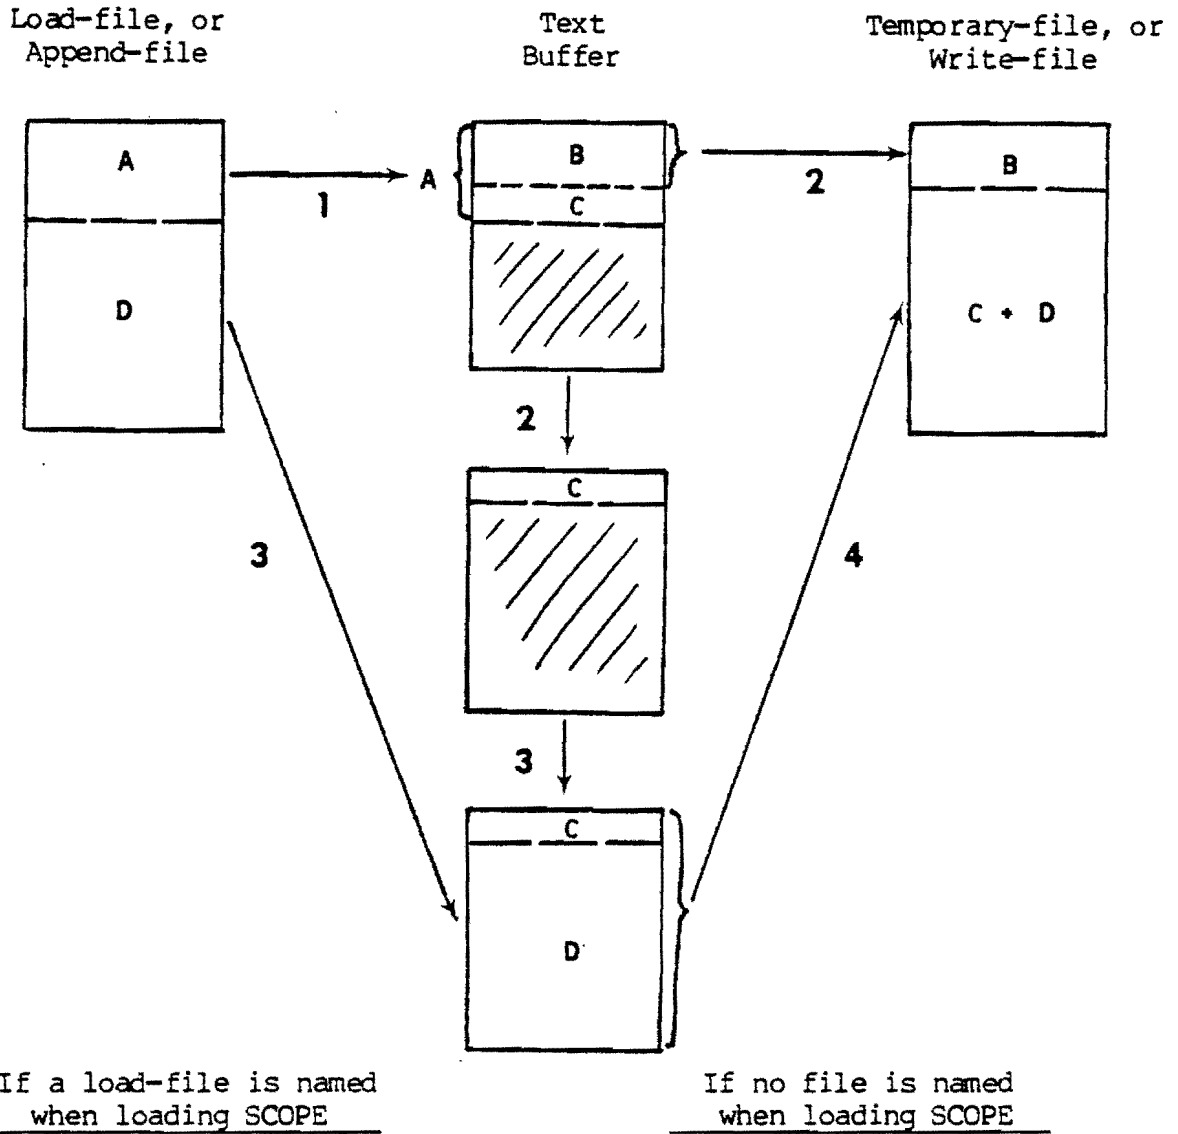 Load-file, or
Append-file
Text
Buffer
Temporary-file, or
Write-file
A
D
1
A
B
C
2
B
C + D
2
C
3
4
3
C
D
If a load-file is named
when loading SCOPE
If no file is named
when loading SCOPE